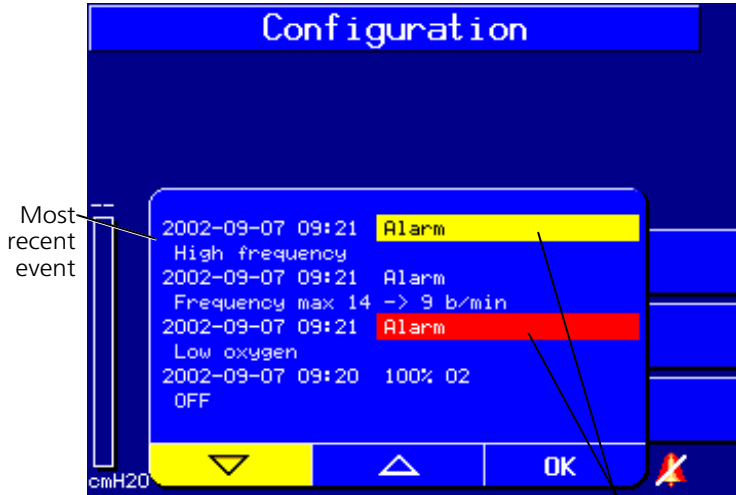 Configuration
Most
recent
event
--
2002-09-07 09:21 Alarm
High frequency
2002-09-07 09:21 Alarm
Frequency max 14 -> 9 b/min
2002-09-07 09:21 Alarm
Low oxygen
2002-09-07 09:20 100% O2
OFF
OK
cmH2O